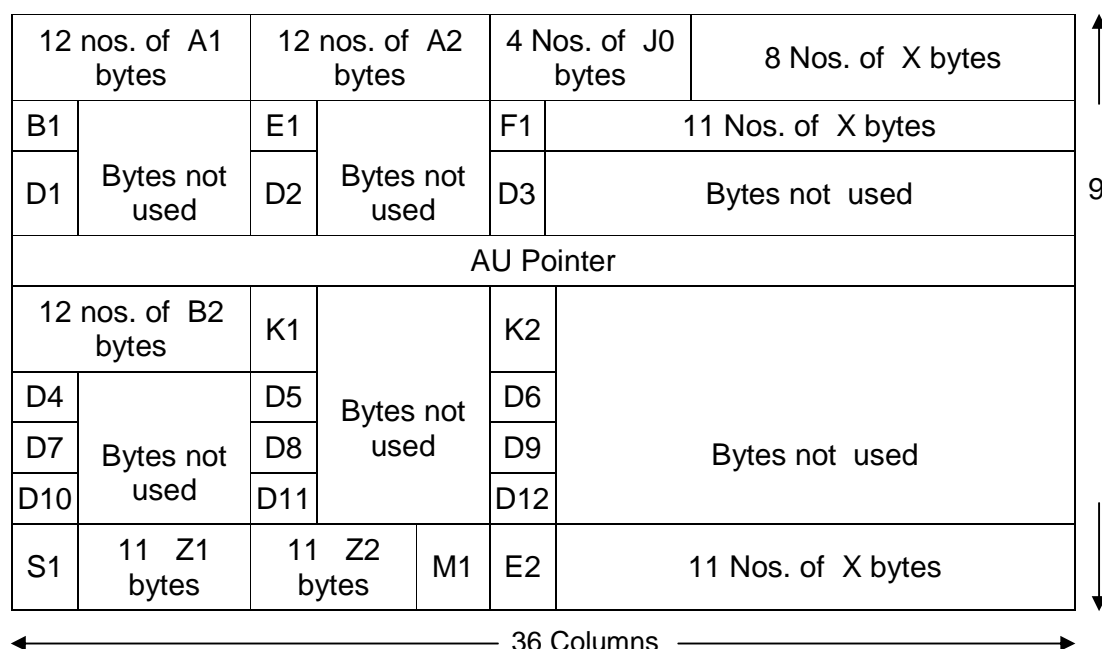 12 nos. of A1
bytes
12 nos. of A2
bytes
4 Nos. of J0
bytes
8 Nos. of X bytes
B1
Bytes not
used
E1
Bytes not
used
F1
11 Nos. of X bytes
D1
D2
D3
Bytes not used
9
AU Pointer
12 nos. of B2
bytes
K1
Bytes not
used
K2
Bytes not used
D4
Bytes not
used
D5
D6
D7
D8
D9
D10
D11
D12
S1
11 Z1
bytes
11 Z2
bytes
M1
E2
11 Nos. of X bytes
36 Columns